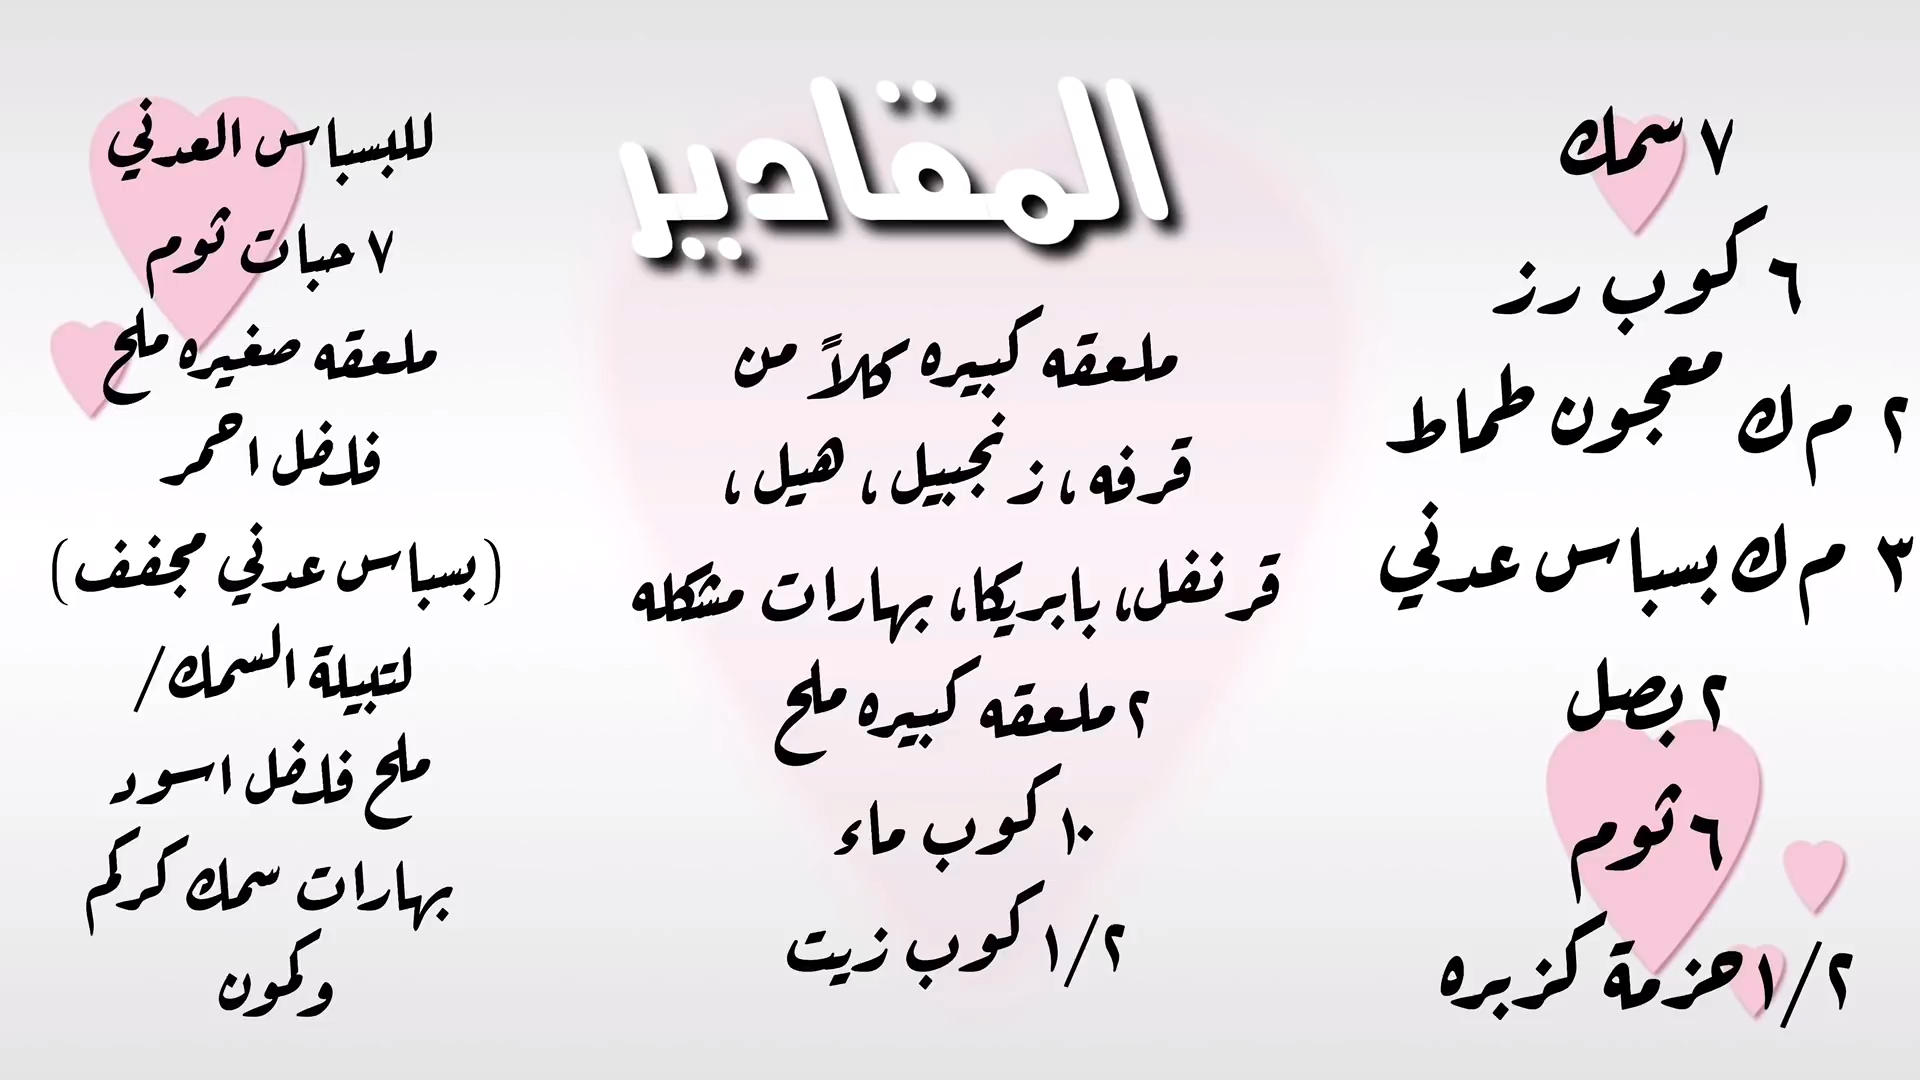 المقادير
٧ سمك
٦ كوب رز
٢ م ك معجون طماط
٣ م ك بسباس عدني
٢ بصل
٦ ثوم
١/٢ حزمة كزبره
ملعقه كبيره كلاً من
قرفه، زنجبيل، هيل،
قرنفل، بابريكا، بهارات مشكله
٢ ملعقه كبيره ملح
١٠ كوب ماء
١/٢ كوب زيت
للبسباس العدني
٧ حبات ثوم
ملعقه صغيره ملح
فلفل احمر
(بسباس عدني مجفف)
لتبيلة السمك/
ملح فلفل اسود
بهارات سمك كركم
وكمون